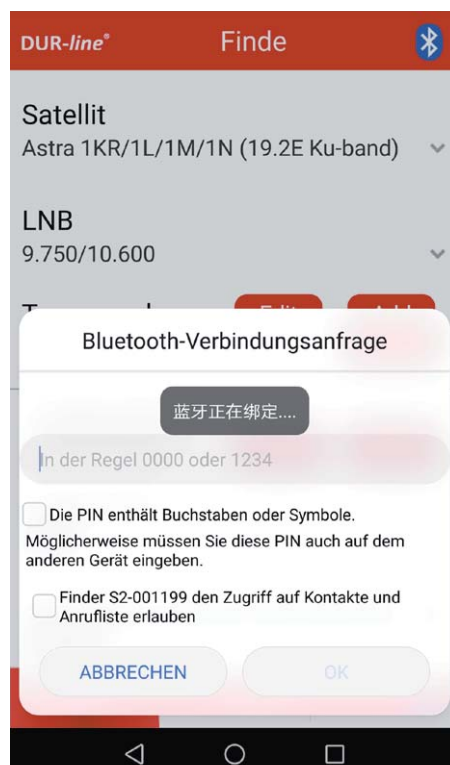 DUR-line® Finde
Satellit
Astra 1KR/1L/1M/1N (19.2E Ku-band)
LNB
9.750/10.600
Bluetooth-Verbindungsanfrage
蓝牙正在绑定....
In der Regel 0000 oder 1234
Die PIN enthält Buchstaben oder Symbole.
Möglicherweise müssen Sie diese PIN auch auf dem
anderen Gerät eingeben.
Finder S2-001199 den Zugriff auf Kontakte und
Anrufliste erlauben
ABBRECHEN OK